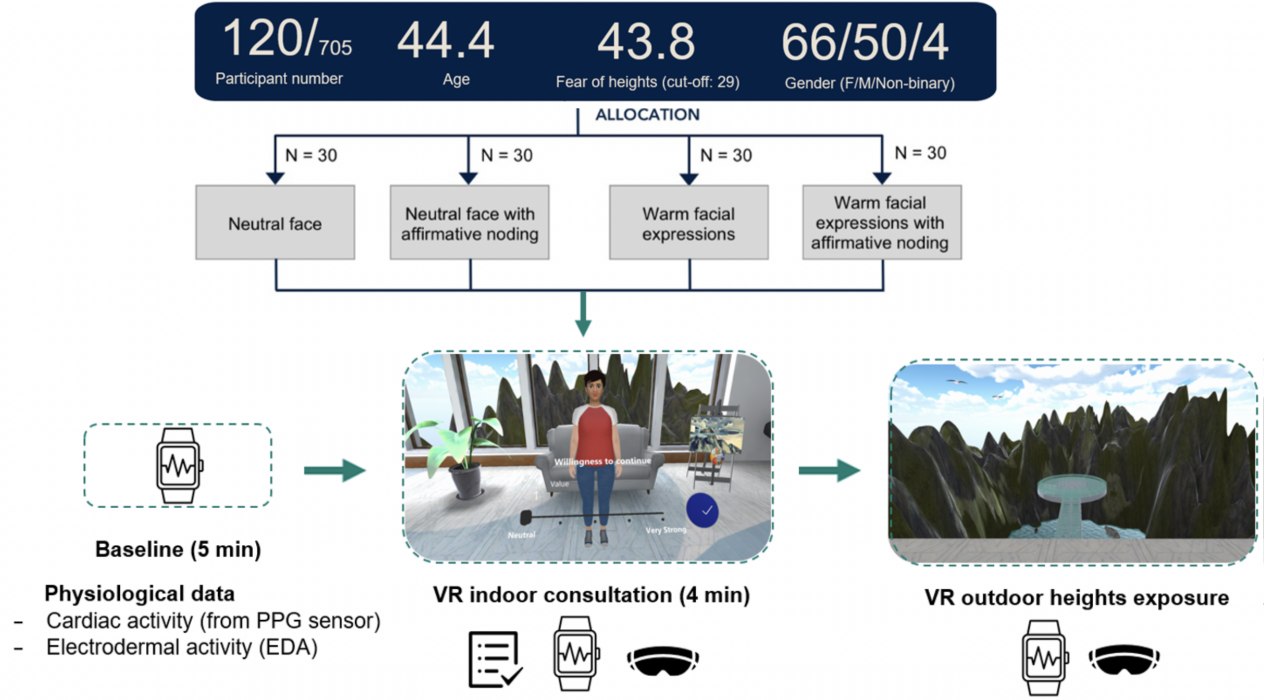 120/705 44.4 43.8 66/50/4
Participant number Age Fear of heights (cut-off: 29) Gender (F/M/Non-binary)
ALLOCATION
N = 30 N = 30 N = 30 N = 30
Neutral face
Neutral face with
affirmative noding
Warm facial
expressions
Warm facial
expressions with
affirmative noding
Willingness to continue
Value
1
Neutral
Very Strong
Baseline (5 min)
Physiological data
- Cardiac activity (from PPG sensor)
- Electrodermal activity (EDA)
VR indoor consultation (4 min)
VR outdoor heights exposure